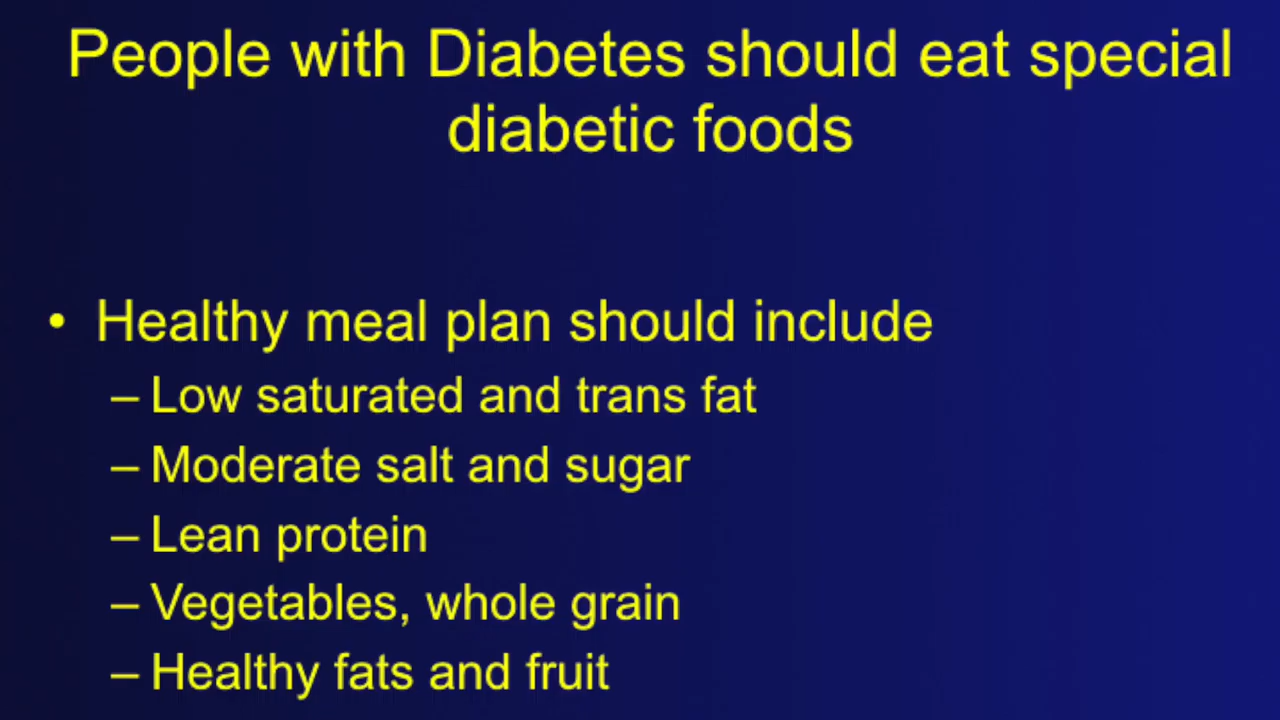 People with Diabetes should eat special
diabetic foods
• Healthy meal plan should include
– Low saturated and trans fat
– Moderate salt and sugar
– Lean protein
– Vegetables, whole grain
– Healthy fats and fruit